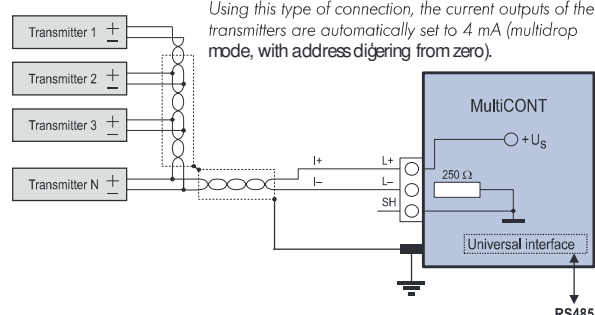 Using this type of connection, the current outputs of the
transmitters are automatically set to 4 mA (multidrop
mode, with address diģering from zero).
Transmitter 1 + –
Transmitter 2 + –
Transmitter 3 + –
Transmitter N + –
MultiCONT
+ Us
I+ L+
I– L–
SH
250 Ω
Universal interface
RS485